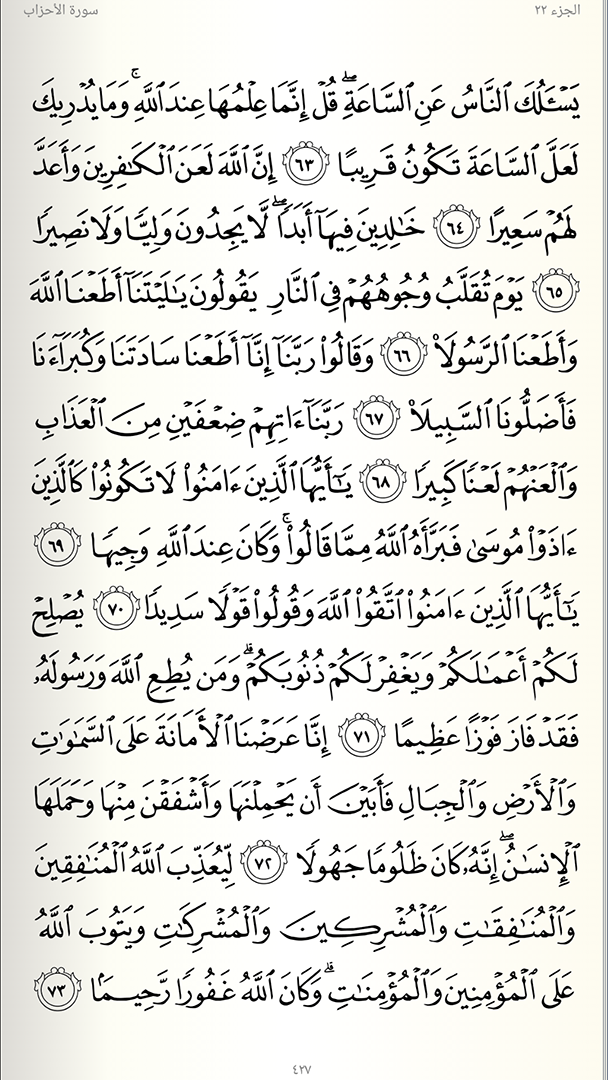 الجزء ٢٢
سورة الأحزاب
يَسۡـَٔلُكَ ٱلنَّاسُ عَنِ ٱلسَّاعَةِۖ قُلۡ إِنَّمَا عِلۡمُهَا عِندَ ٱللَّهِۚ وَمَا يُدۡرِيكَ
لَعَلَّ ٱلسَّاعَةَ تَكُونُ قَرِيبًا ٦٣ إِنَّ ٱللَّهَ لَعَنَ ٱلۡكَٰفِرِينَ وَأَعَدَّ
لَهُمۡ سَعِيرًا ٦٤ خَٰلِدِينَ فِيهَآ أَبَدٗاۖ لَّا يَجِدُونَ وَلِيّٗا وَلَا نَصِيرٗا
٦٥ يَوۡمَ تُقَلَّبُ وُجُوهُهُمۡ فِي ٱلنَّارِ يَقُولُونَ يَٰلَيۡتَنَآ أَطَعۡنَا ٱللَّهَ
وَأَطَعۡنَا ٱلرَّسُولَا۠ ٦٦ وَقَالُواْ رَبَّنَآ إِنَّآ أَطَعۡنَا سَادَتَنَا وَكُبَرَآءَنَا
فَأَضَلُّونَا ٱلسَّبِيلَا۠ ٦٧ رَبَّنَآ ءَاتِهِمۡ ضِعۡفَيۡنِ مِنَ ٱلۡعَذَابِ
وَٱلۡعَنۡهُمۡ لَعۡنٗا كَبِيرٗا ٦٨ يَٰٓأَيُّهَا ٱلَّذِينَ ءَامَنُواْ لَا تَكُونُواْ كَٱلَّذِينَ
ءَاذَوۡاْ مُوسَىٰ فَبَرَّأَهُ ٱللَّهُ مِمَّا قَالُواْۚ وَكَانَ عِندَ ٱللَّهِ وَجِيهٗا ٦٩
يَٰٓأَيُّهَا ٱلَّذِينَ ءَامَنُواْ ٱتَّقُواْ ٱللَّهَ وَقُولُواْ قَوۡلٗا سَدِيدٗا ٧٠ يُصۡلِحۡ
لَكُمۡ أَعۡمَٰلَكُمۡ وَيَغۡفِرۡ لَكُمۡ ذُنُوبَكُمۡۗ وَمَن يُطِعِ ٱللَّهَ وَرَسُولَهُۥ
فَقَدۡ فَازَ فَوۡزًا عَظِيمًا ٧١ إِنَّا عَرَضۡنَا ٱلۡأَمَانَةَ عَلَى ٱلسَّمَٰوَٰتِ
وَٱلۡأَرۡضِ وَٱلۡجِبَالِ فَأَبَيۡنَ أَن يَحۡمِلۡنَهَا وَأَشۡفَقۡنَ مِنۡهَا وَحَمَلَهَا
ٱلۡإِنسَٰنُۖ إِنَّهُۥ كَانَ ظَلُومٗا جَهُولٗا ٧٢ لِّيُعَذِّبَ ٱللَّهُ ٱلۡمُنَٰفِقِينَ
وَٱلۡمُنَٰفِقَٰتِ وَٱلۡمُشۡرِكِينَ وَٱلۡمُشۡرِكَٰتِ وَيَتُوبَ ٱللَّهُ
عَلَى ٱلۡمُؤۡمِنِينَ وَٱلۡمُؤۡمِنَٰتِۗ وَكَانَ ٱللَّهُ غَفُورٗا رَّحِيمَۢا ٧٣
٤٢٧